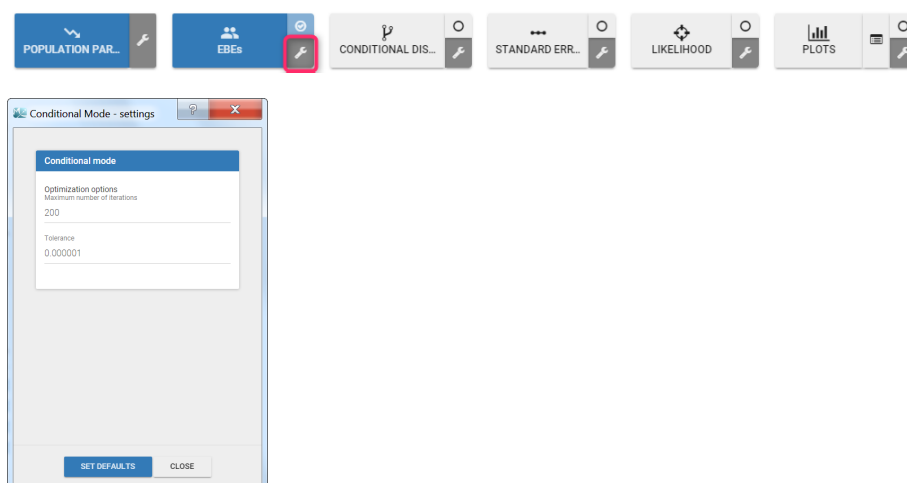 POPULATION PAR...
EBEs
CONDITIONAL DIS...
STANDARD ERR...
LIKELIHOOD
PLOTS
Conditional Mode - settings
?
X
Conditional mode
Optimization options
Maximum number of iterations
200
Tolerance
0.000001
SET DEFAULTS
CLOSE